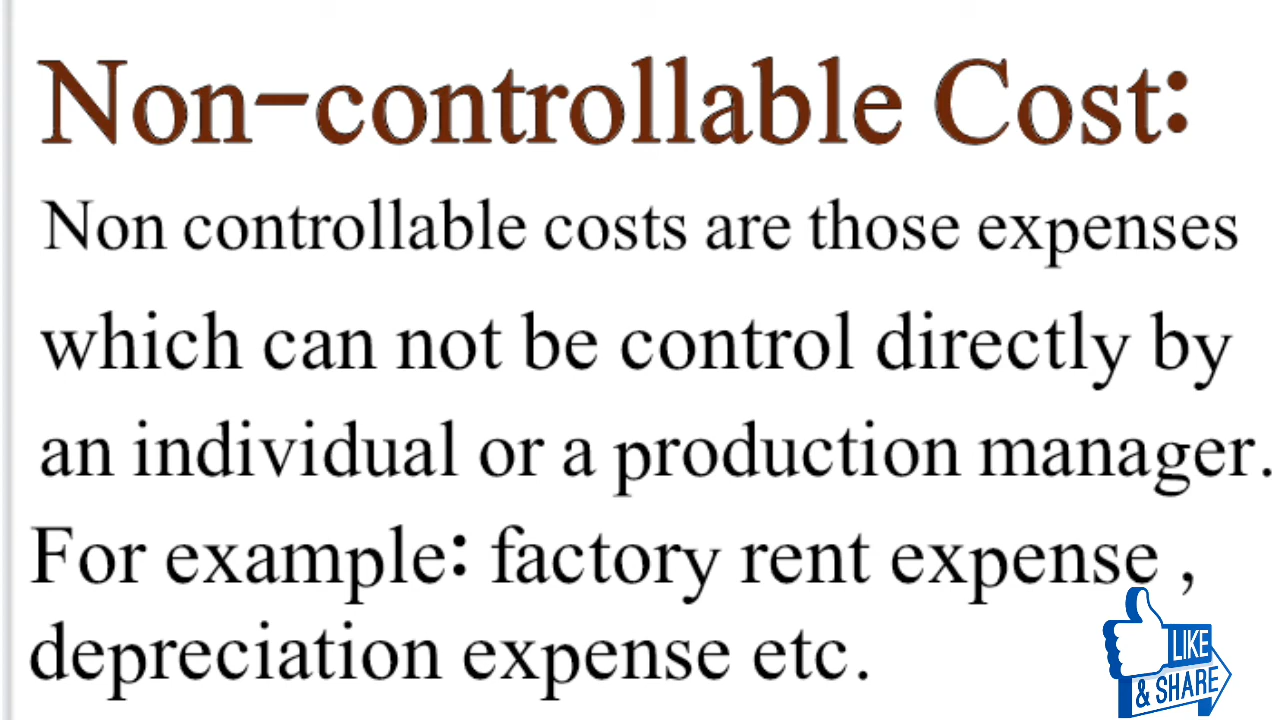 Non-controllable Cost:
Non controllable costs are those expenses
which can not be control directly by
an individual or a production manager.
For example: factory rent expense ,
depreciation expense etc.
LIKE
& SHARE